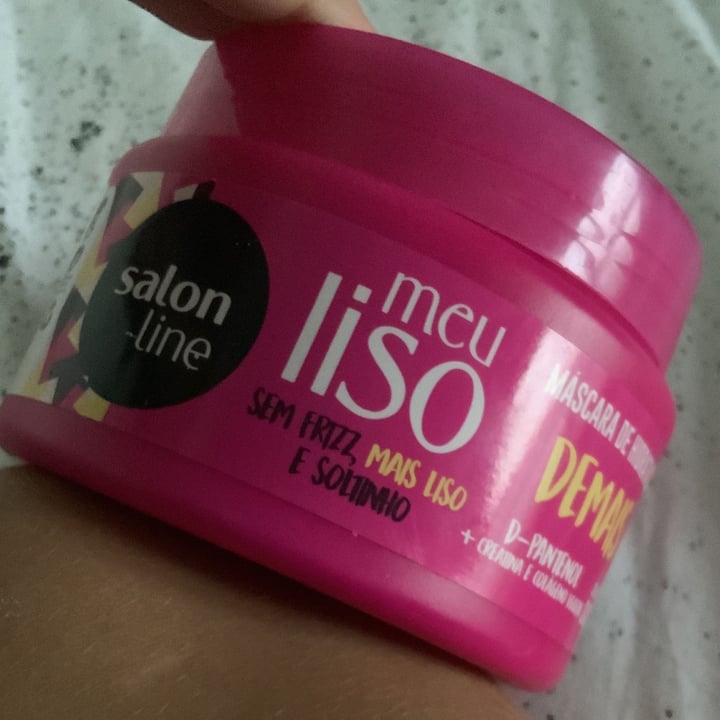 salon
-line
meu
liso
SEM FRIZZ, MAIS LISO
E SOLTINHO
MÁSCARA DE
DEMAIS
D-PANTENOL
+ CREATINA E COLÁGENO